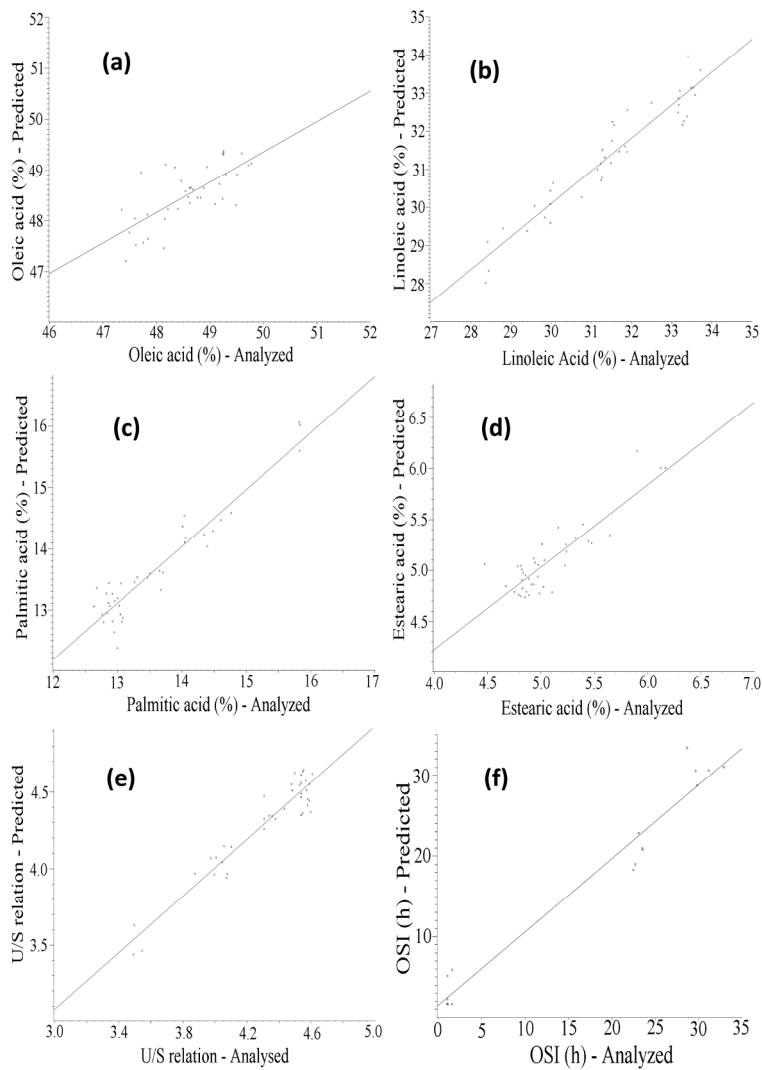 (a)
Oleic acid (%) - Predicted
52
51
50
49
48
47
46 47 48 49 50 51 52
Oleic acid (%) - Analyzed
(b)
Linoleic acid (%) - Predicted
35
34
33
32
31
30
29
28
27 28 29 30 31 32 33 34 35
Linoleic Acid (%) - Analyzed
(c)
Palmitic acid (%) - Predicted
16
15
14
13
12 13 14 15 16 17
Palmitic acid (%) - Analyzed
(d)
Estearic acid (%) - Predicted
6.5
6.0
5.5
5.0
4.5
4.0 4.5 5.0 5.5 6.0 6.5 7.0
Estearic acid (%) - Analyzed
(e)
U/S relation - Predicted
4.5
4.0
3.5
3.0 3.4 3.8 4.2 4.6 5.0
U/S relation - Analysed
(f)
OSI (h) - Predicted
30
20
10
0 5 10 15 20 25 30 35
OSI (h) - Analyzed